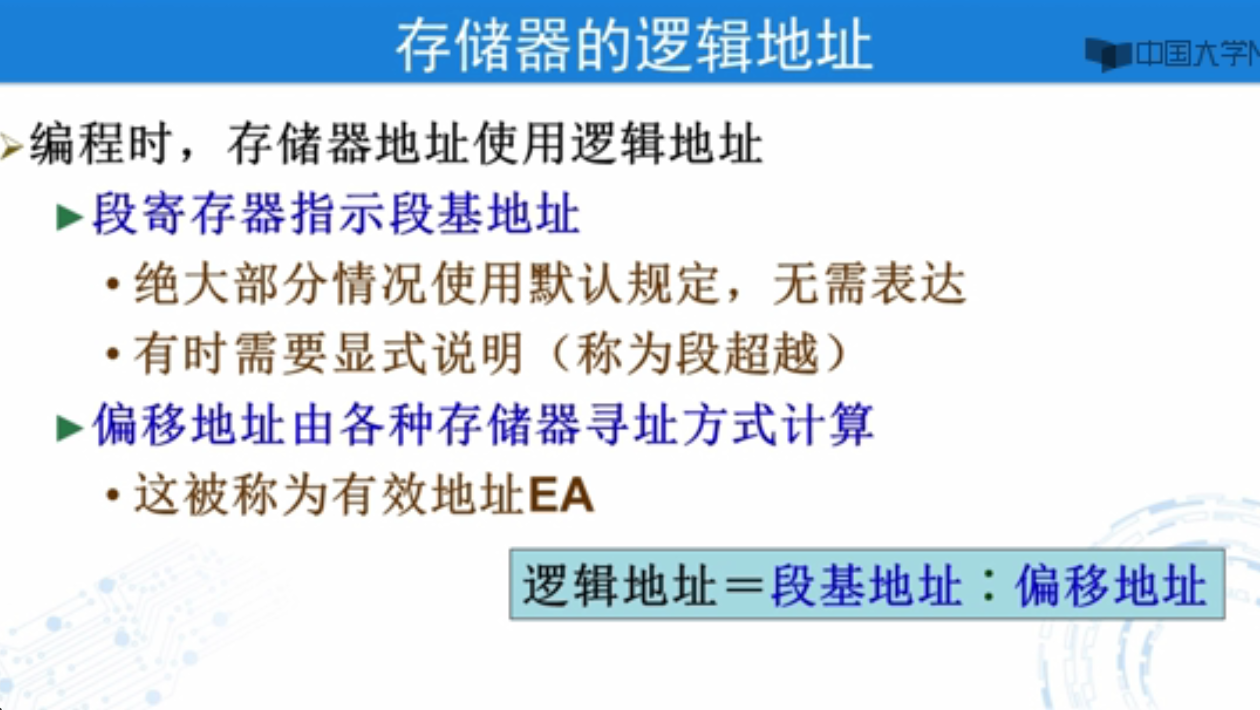 存储器的逻辑地址
中国大学M
编程时，存储器地址使用逻辑地址
段寄存器指示段基地址
• 绝大部分情况使用默认规定，无需表达
• 有时需要显式说明（称为段超越）
偏移地址由各种存储器寻址方式计算
• 这被称为有效地址EA
逻辑地址＝段基地址：偏移地址